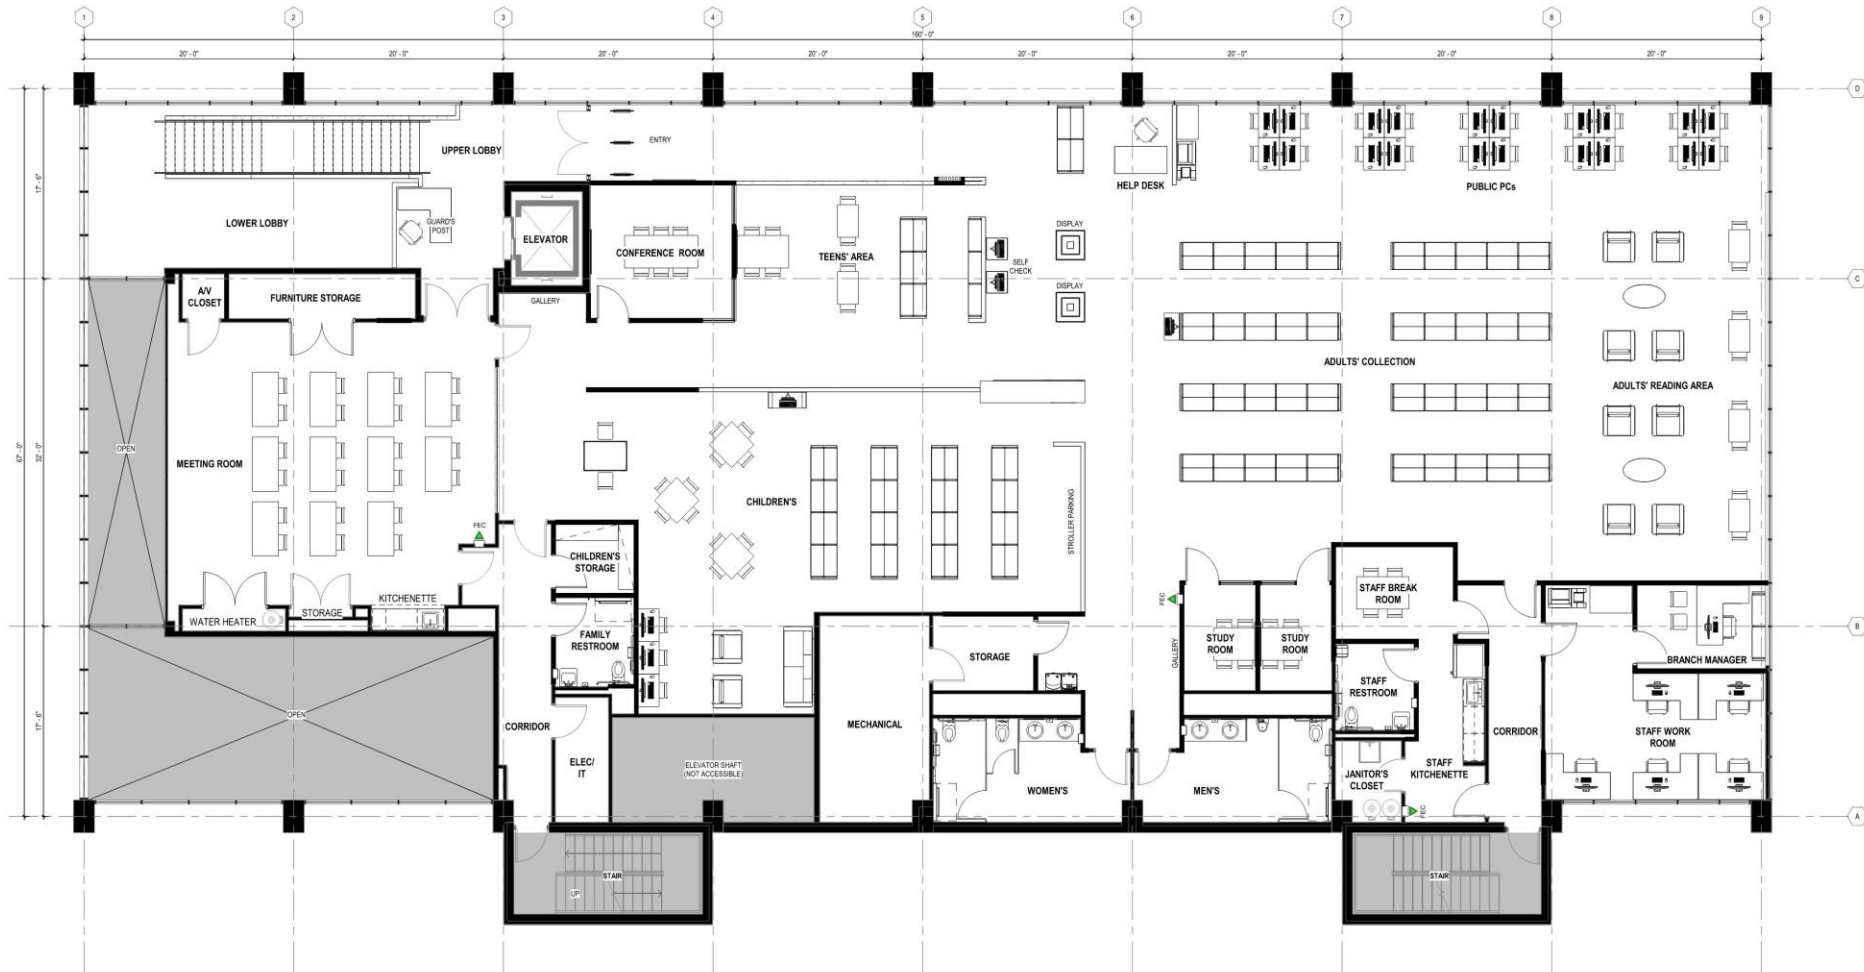 1 2 3 4 5 6 7 8 9
160' - 0"
20' - 0" 20' - 0" 20' - 0" 20' - 0" 20' - 0" 20' - 0" 20' - 0" 20' - 0"
D
ENTRY
UPPER LOBBY
17' - 6"
HELP DESK
PUBLIC PCs
LOWER LOBBY
GUARD'S
POST
ELEVATOR
CONFERENCE ROOM
TEENS' AREA
SELF
CHECK
DISPLAY
C
A/V
CLOSET
FURNITURE STORAGE
GALLERY
DISPLAY
ADULTS' COLLECTION
ADULTS' READING AREA
67' - 0"
32' - 0"
OPEN
MEETING ROOM
CHILDREN'S
STROLLER PARKING
FEC
CHILDREN'S
STORAGE
STAFF BREAK
ROOM
FEC
KITCHENETTE
STORAGE
WATER HEATER
FAMILY
RESTROOM
STORAGE
GALLERY
STUDY
ROOM
STUDY
ROOM
BRANCH MANAGER
B
STAFF
RESTROOM
OPEN
17' - 6"
CORRIDOR
MECHANICAL
CORRIDOR
STAFF WORK
ROOM
ELEC/
IT
ELEVATOR SHAFT
(NOT ACCESSIBLE)
WOMEN'S
MEN'S
JANITOR'S
CLOSET
STAFF
KITCHENETTE
FEC
A
STAIR
UP
STAIR